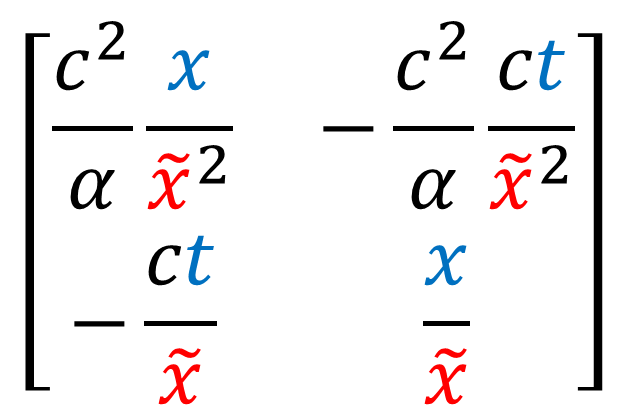 [ c²/α x/x̃² − c²/α ct/x̃²
− ct/x̃ x/x̃ ]